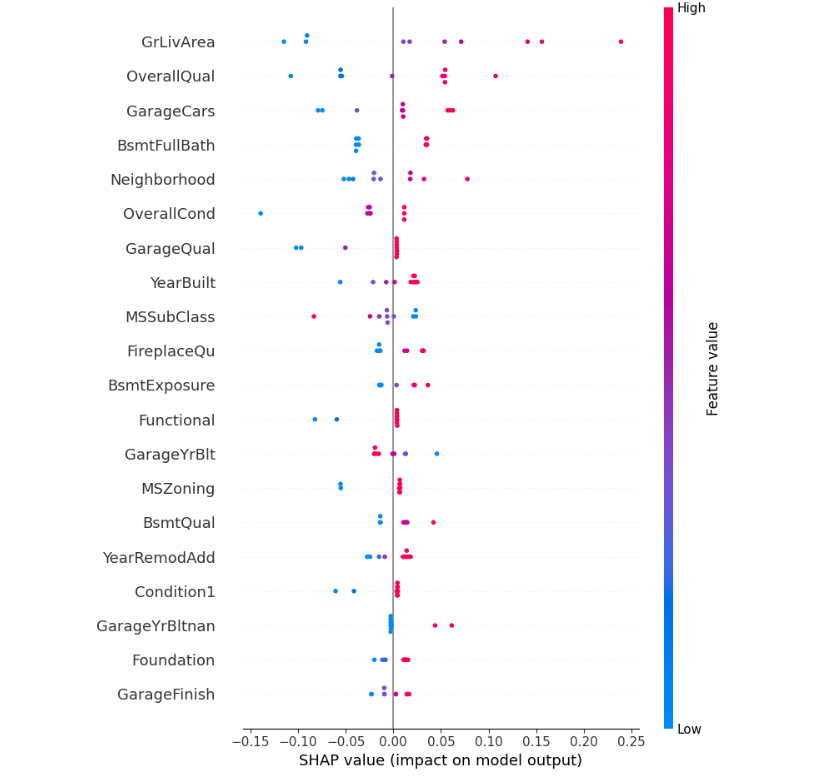 High
GrLivArea
OverallQual
GarageCars
BsmtFullBath
Neighborhood
OverallCond
GarageQual
YearBuilt
MSSubClass
FireplaceQu
BsmtExposure
Functional
GarageYrBlt
MSZoning
BsmtQual
YearRemodAdd
Condition1
GarageYrBltnan
Foundation
GarageFinish
Feature value
Low
−0.15 −0.10 −0.05 0.00 0.05 0.10 0.15 0.20 0.25
SHAP value (impact on model output)